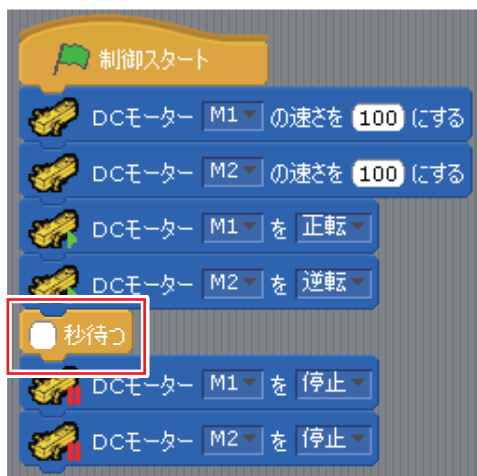 制御スタート
DCモーター M1 の速さを 100 にする
DCモーター M2 の速さを 100 にする
DCモーター M1 を 正転
DCモーター M2 を 逆転
秒待つ
DCモーター M1 を 停止
DCモーター M2 を 停止